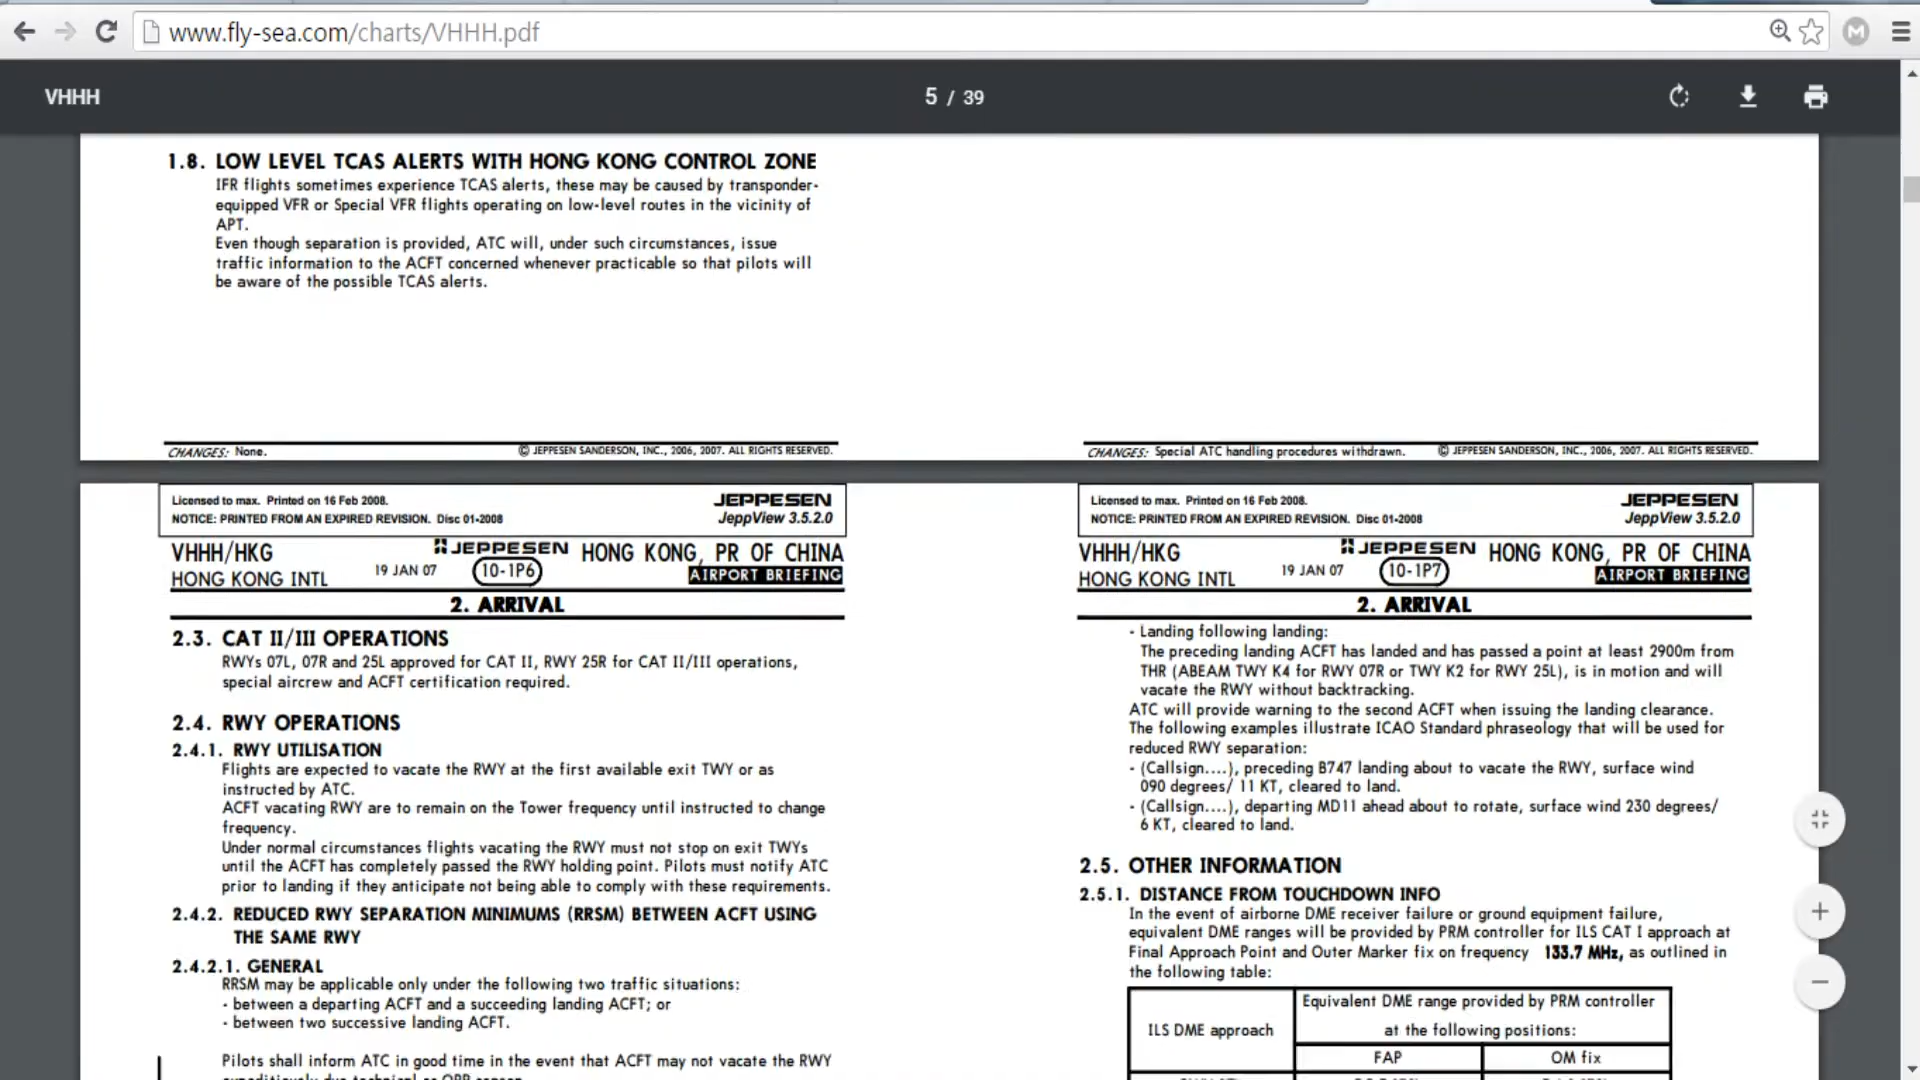 www.fly-sea.com/charts/VHHH.pdf
VHHH
5 / 39
1.8. LOW LEVEL TCAS ALERTS WITH HONG KONG CONTROL ZONE
IFR flights sometimes experience TCAS alerts, these may be caused by transponder-
equipped VFR or Special VFR flights operating on low-level routes in the vicinity of
APT.
Even though separation is provided, ATC will, under such circumstances, issue
traffic information to the ACFT concerned whenever practicable so that pilots will
be aware of the possible TCAS alerts.
CHANGES: None.
© JEPPESEN SANDERSON, INC., 2006, 2007. ALL RIGHTS RESERVED.
CHANGES: Special ATC handling procedures withdrawn.
© JEPPESEN SANDERSON, INC., 2006, 2007. ALL RIGHTS RESERVED.
Licensed to max. Printed on 16 Feb 2008.
NOTICE: PRINTED FROM AN EXPIRED REVISION. Disc 01-2008
JEPPESEN
JeppView 3.5.2.0
VHHH/HKG
HONG KONG INTL
19 JAN 07
JEPPESEN
10-1P6
HONG KONG, PR OF CHINA
AIRPORT BRIEFING
2. ARRIVAL
2.3. CAT II/III OPERATIONS
RWYs 07L, 07R and 25L approved for CAT II, RWY 25R for CAT II/III operations,
special aircrew and ACFT certification required.
2.4. RWY OPERATIONS
2.4.1. RWY UTILISATION
Flights are expected to vacate the RWY at the first available exit TWY or as
instructed by ATC.
ACFT vacating RWY are to remain on the Tower frequency until instructed to change
frequency.
Under normal circumstances flights vacating the RWY must not stop on exit TWYs
until the ACFT has completely passed the RWY holding point. Pilots must notify ATC
prior to landing if they anticipate not being able to comply with these requirements.
2.4.2. REDUCED RWY SEPARATION MINIMUMS (RRSM) BETWEEN ACFT USING
THE SAME RWY
2.4.2.1. GENERAL
RRSM may be applicable only under the following two traffic situations:
- between a departing ACFT and a succeeding landing ACFT; or
- between two successive landing ACFT.
Pilots shall inform ATC in good time in the event that ACFT may not vacate the RWY
Licensed to max. Printed on 16 Feb 2008.
NOTICE: PRINTED FROM AN EXPIRED REVISION. Disc 01-2008
JEPPESEN
JeppView 3.5.2.0
VHHH/HKG
HONG KONG INTL
19 JAN 07
JEPPESEN
10-1P7
HONG KONG, PR OF CHINA
AIRPORT BRIEFING
2. ARRIVAL
- Landing following landing:
The preceding landing ACFT has landed and has passed a point at least 2900m from
THR (ABEAM TWY K4 for RWY 07R or TWY K2 for RWY 25L), is in motion and will
vacate the RWY without backtracking.
ATC will provide warning to the second ACFT when issuing the landing clearance.
The following examples illustrate ICAO Standard phraseology that will be used for
reduced RWY separation:
- (Callsign....), preceding B747 landing about to vacate the RWY, surface wind
090 degrees/ 11 KT, cleared to land.
- (Callsign....), departing MD11 ahead about to rotate, surface wind 230 degrees/
6 KT, cleared to land.
2.5. OTHER INFORMATION
2.5.1. DISTANCE FROM TOUCHDOWN INFO
In the event of airborne DME receiver failure or ground equipment failure,
equivalent DME ranges will be provided by PRM controller for ILS CAT I approach at
Final Approach Point and Outer Marker fix on frequency 133.7 MHz, as outlined in
the following table:
ILS DME approach
Equivalent DME range provided by PRM controller
at the following positions:
FAP
OM fix